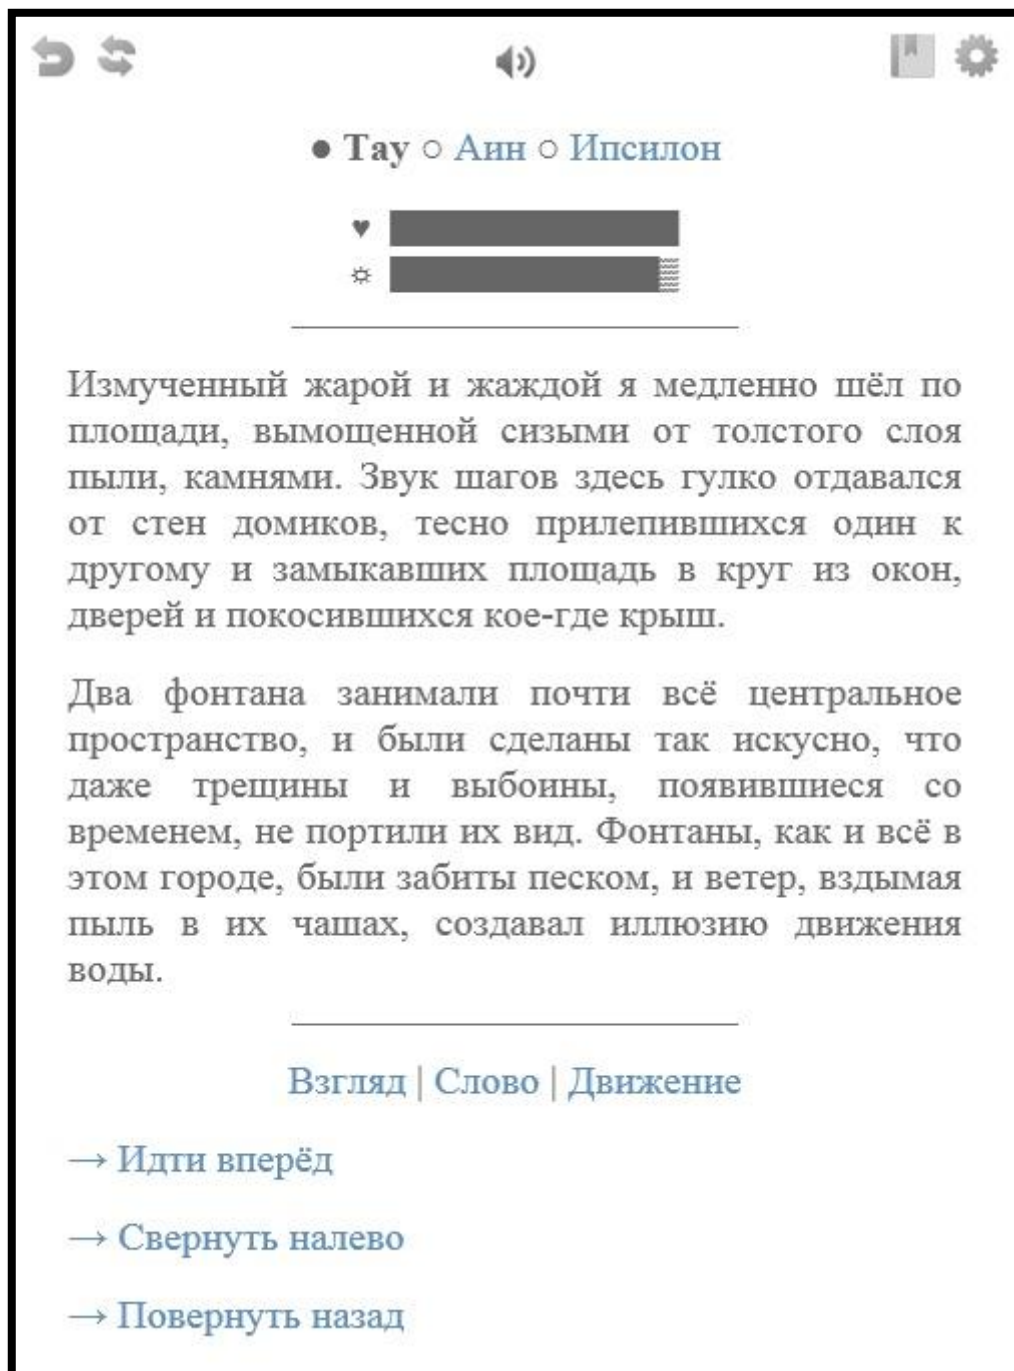 ● Тау ○ Аин ○ Ипсилон
Измученный жарой и жаждой я медленно шёл по
площади, вымощенной сизыми от толстого слоя
пыли, камнями. Звук шагов здесь гулко отдавался
от стен домиков, тесно прилепившихся один к
другому и замыкавших площадь в круг из окон,
дверей и покосившихся кое-где крыш.
Два фонтана занимали почти всё центральное
пространство, и были сделаны так искусно, что
даже трещины и выбоины, появившиеся со
временем, не портили их вид. Фонтаны, как и всё в
этом городе, были забиты песком, и ветер, вздымая
пыль в их чашах, создавал иллюзию движения
воды.
Взгляд | Слово | Движение
→ Идти вперёд
→ Свернуть налево
→ Повернуть назад